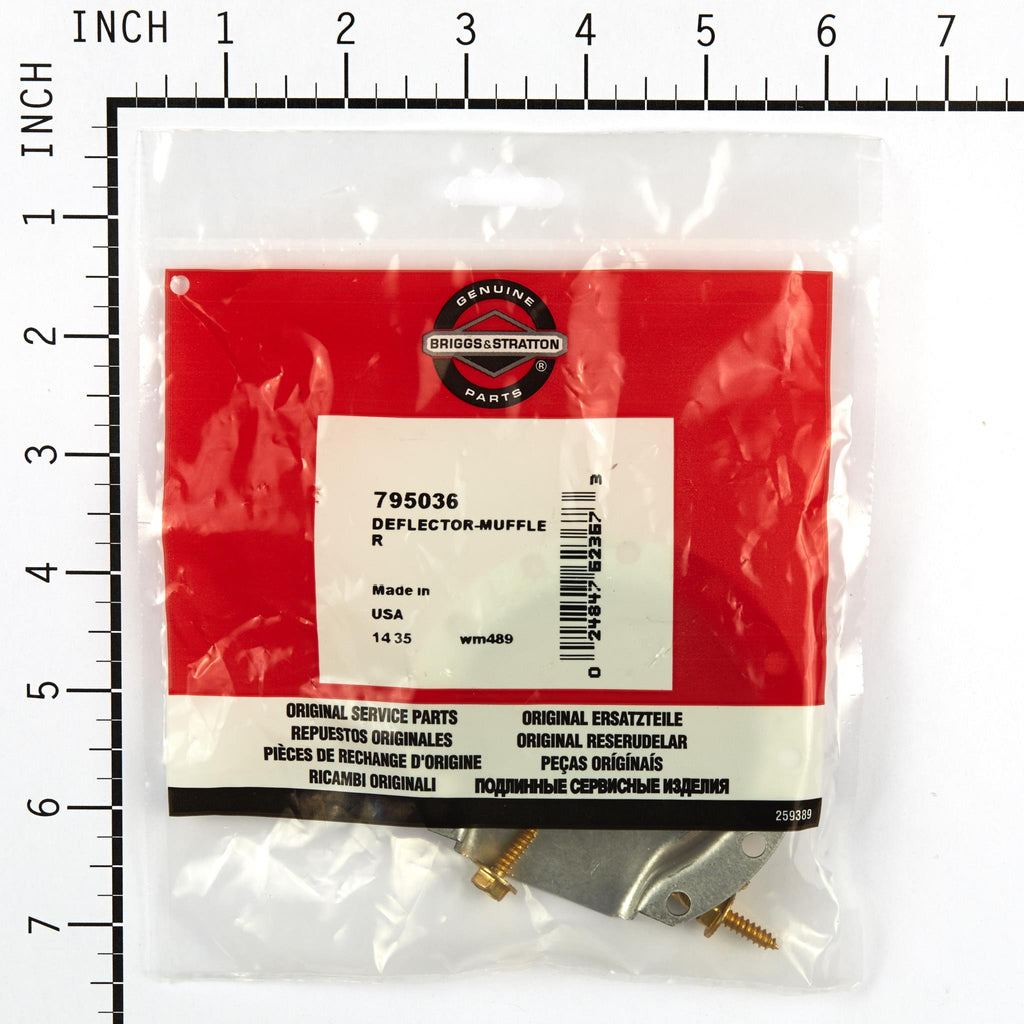 INCH 1 2 3 4 5 6 7
INCH
1
2
3
4
5
6
7
GENUINE
BRIGGS&STRATTON
®
PARTS
795036
DEFLECTOR-MUFFLE
R
Made in
USA
14 35 wm489
0 24847 62367 3
ORIGINAL SERVICE PARTS
REPUESTOS ORIGINALES
PIÈCES DE RECHANGE D'ORIGINE
RICAMBI ORIGINALI
ORIGINAL ERSATZTEILE
ORIGINAL RESERUDELAR
PEÇAS ORÍGÍNAÍS
ПОДЛИННЫЕ СЕРВИСНЫЕ ИЗДЕЛИЯ
259389